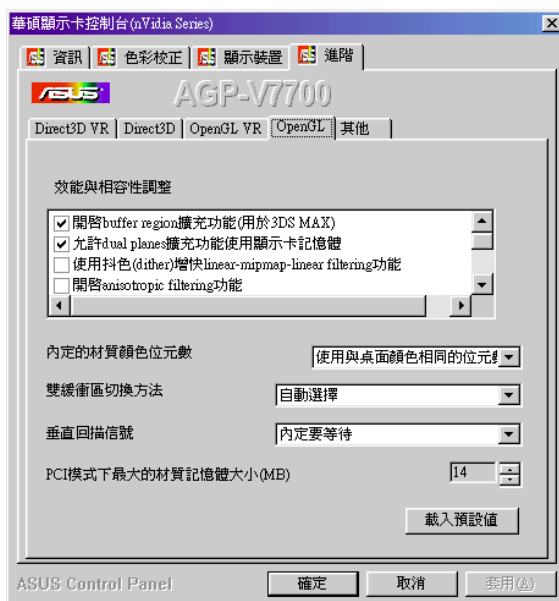 華碩顯示卡控制台(nVidia Series)
資訊 色彩校正 顯示裝置 進階
ASUS AGP-V7700
Direct3D VR Direct3D OpenGL VR OpenGL 其他
效能與相容性調整
開啓buffer region擴充功能(用於3DS MAX)
允許dual planes擴充功能使用顯示卡記憶體
使用抖色(dither)增快linear-mipmap-linear filtering功能
開啓anisotropic filtering功能
內定的材質顏色位元數 使用與桌面顏色相同的位元
雙緩衝區切換方法 自動選擇
垂直回描信號 內定要等待
PCI模式下最大的材質記憶體大小(MB) 14
載入預設值
ASUS Control Panel 確定 取消 套用(A)